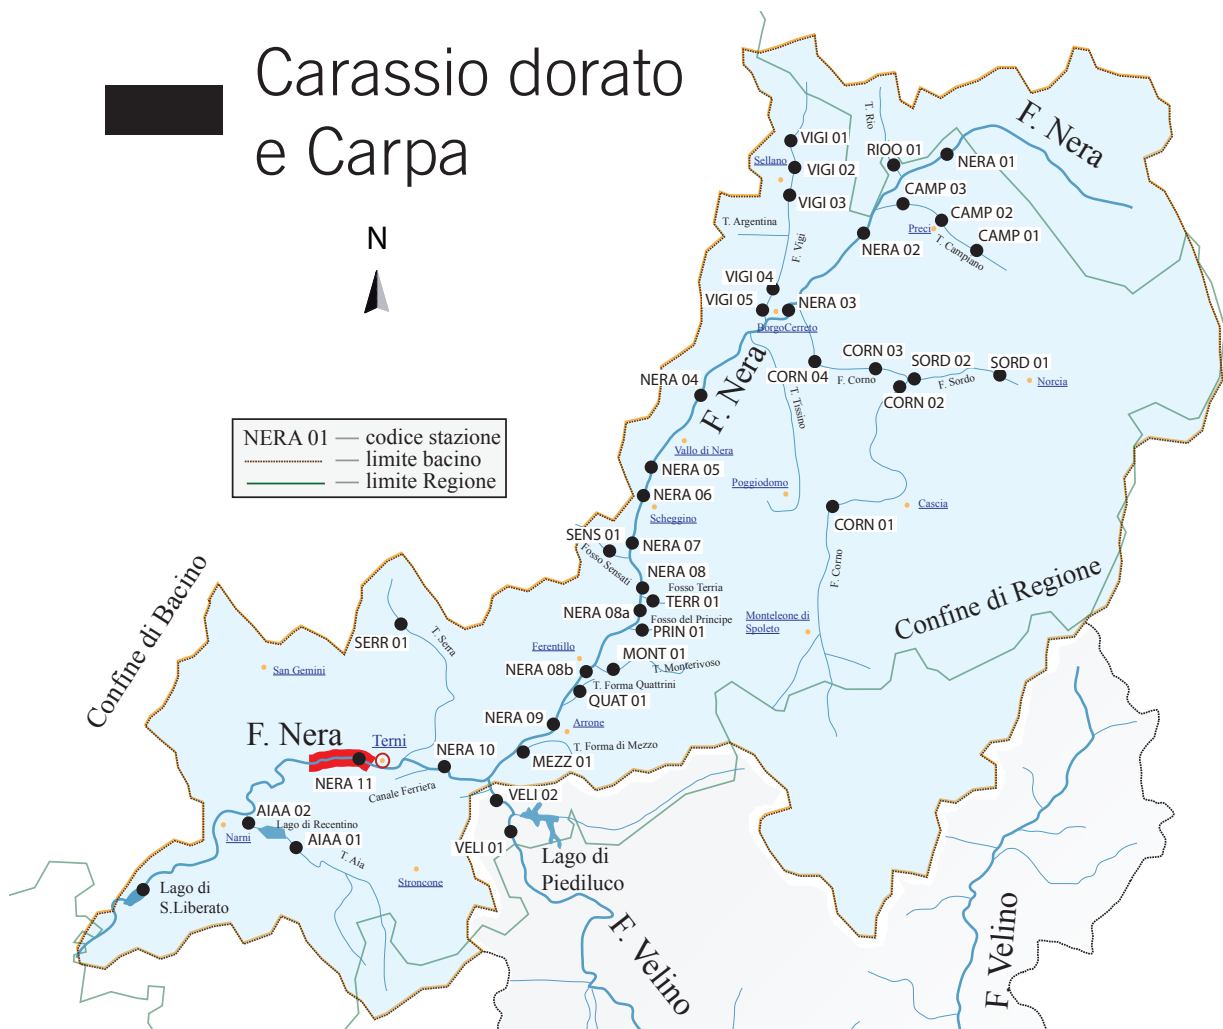 Carassio dorato
e Carpa
N
NERA 01
codice stazione
limite bacino
limite Regione
F. Nera
T. Rio
VIGI 01
RIOO 01
NERA 01
Sellano
VIGI 02
CAMP 03
VIGI 03
CAMP 02
T. Argentina
Preci
CAMP 01
F. Vigi
NERA 02
T. Campiano
VIGI 04
VIGI 05
NERA 03
BorgoCerreto
CORN 03
SORD 02
SORD 01
F. Nera
NERA 04
CORN 04
F. Corno
F. Sordo
Norcia
CORN 02
T. Tissino
Vallo di Nera
NERA 05
Poggiodomo
NERA 06
Scheggino
Cascia
CORN 01
SENS 01
NERA 07
Fosso Sensati
NERA 08
Fosso Terria
F. Corno
TERR 01
NERA 08a
Fosso del Principe
PRIN 01
Confine di Regione
Confine di Bacino
Monteleone di
Spoleto
SERR 01
T. Serra
Ferentillo
MONT 01
San Gemini
NERA 08b
T. Monterivoso
T. Forma Quattrini
QUAT 01
NERA 09
Arrone
F. Nera
Terni
NERA 10
T. Forma di Mezzo
MEZZ 01
NERA 11
Canale Ferriera
VELI 02
AIAA 02
Lago di Recentino
Narni
AIAA 01
VELI 01
T. Aia
Lago di
Piediluco
Stroncone
Lago di
S.Liberato
F. Velino
F. Velino